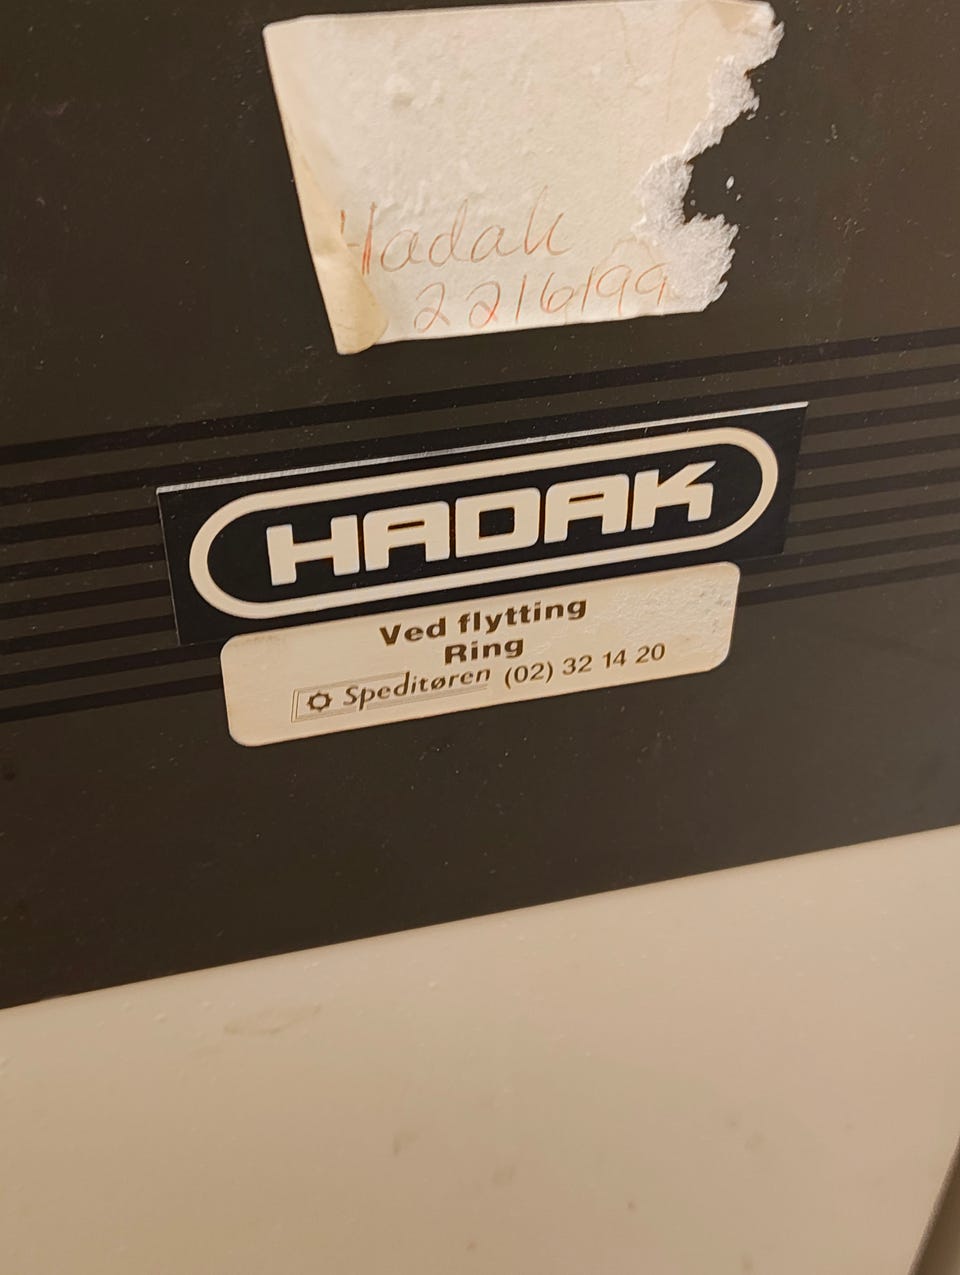 Hadak
2216199
HADAK
Ved flytting
Ring
Speditøren (02) 32 14 20